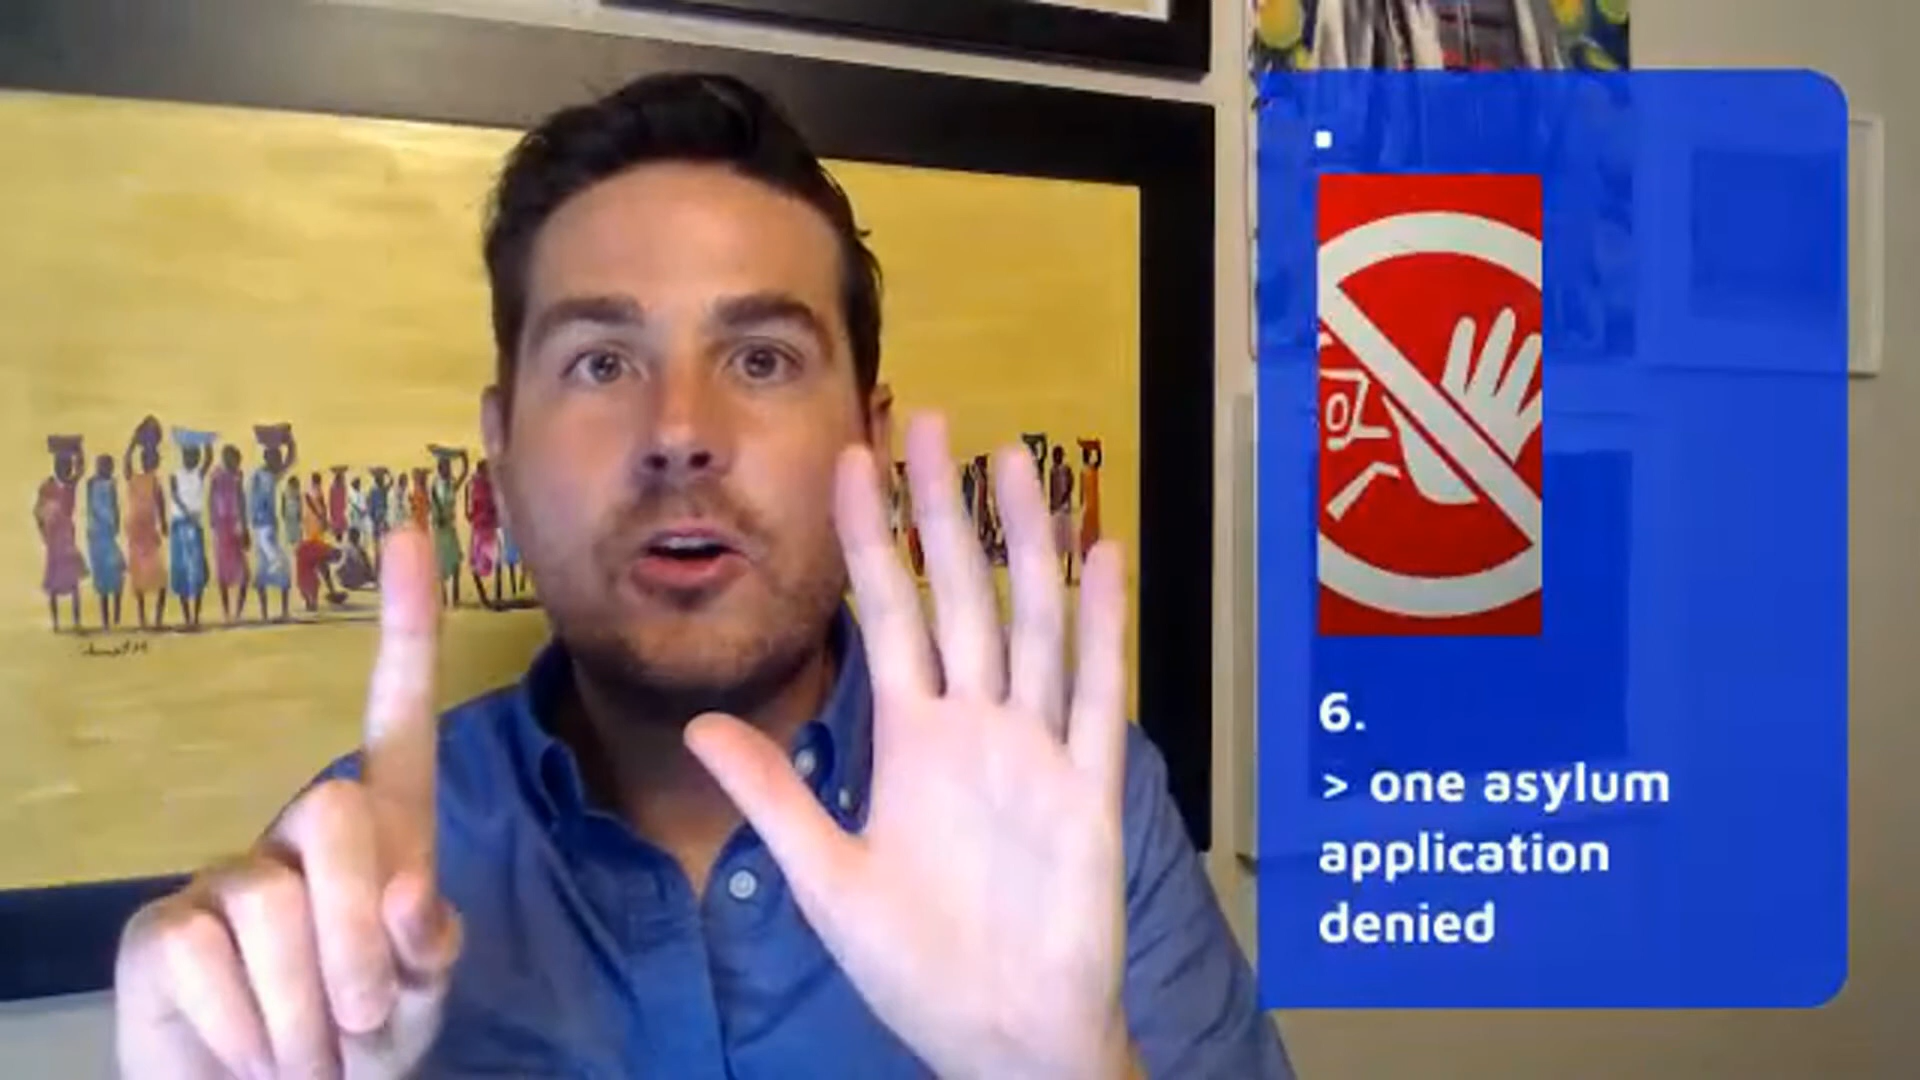 6.
> one asylum
application
denied